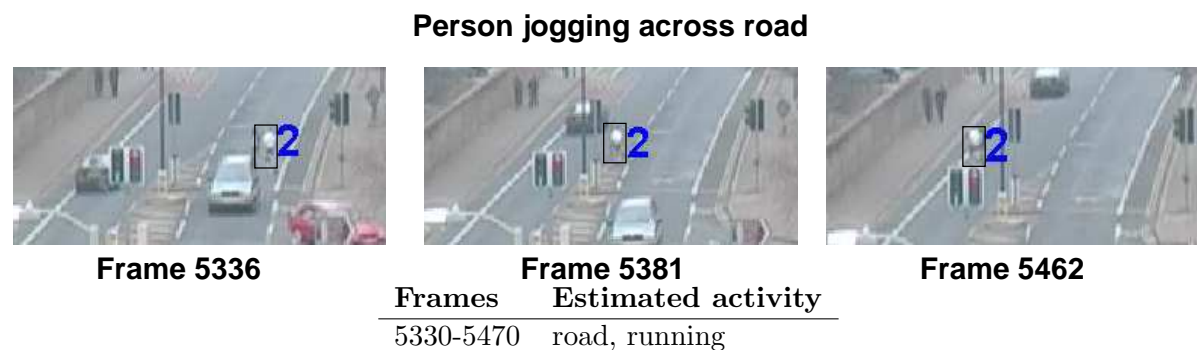 Person jogging across road
2
2
2
Frame 5336
Frame 5381
Frame 5462
Frames Estimated activity
5330-5470 road, running